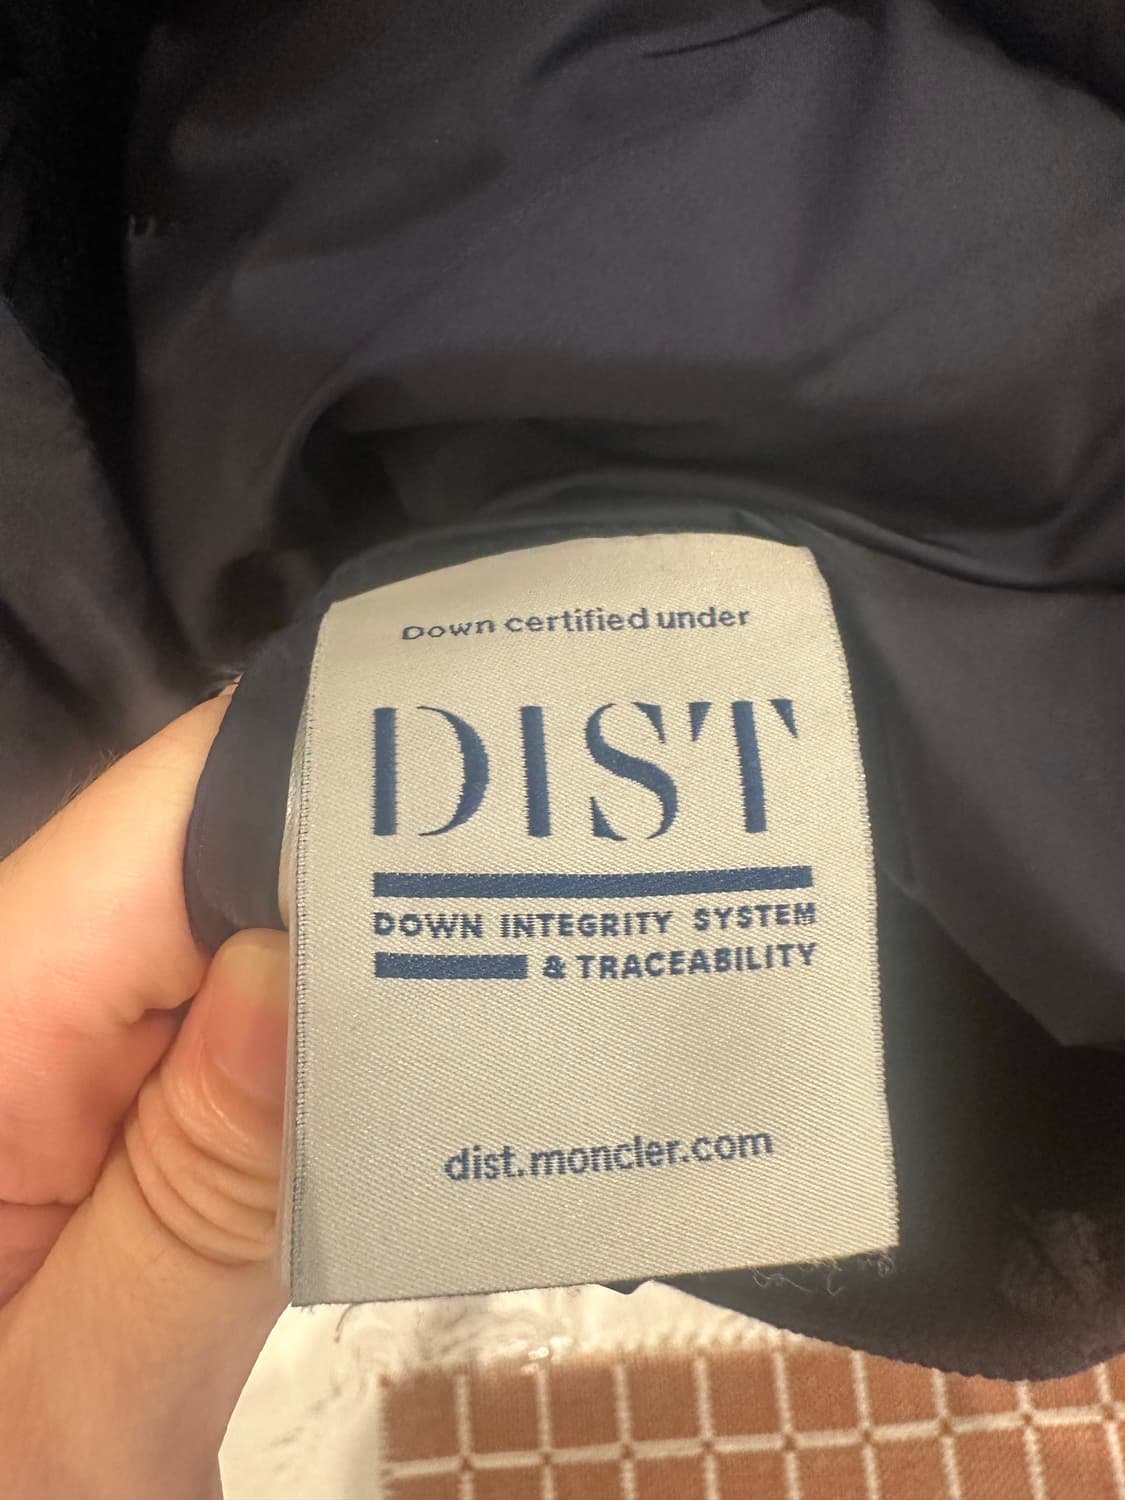 Down certified under
DIST
DOWN INTEGRITY SYSTEM
& TRACEABILITY
dist.moncler.com